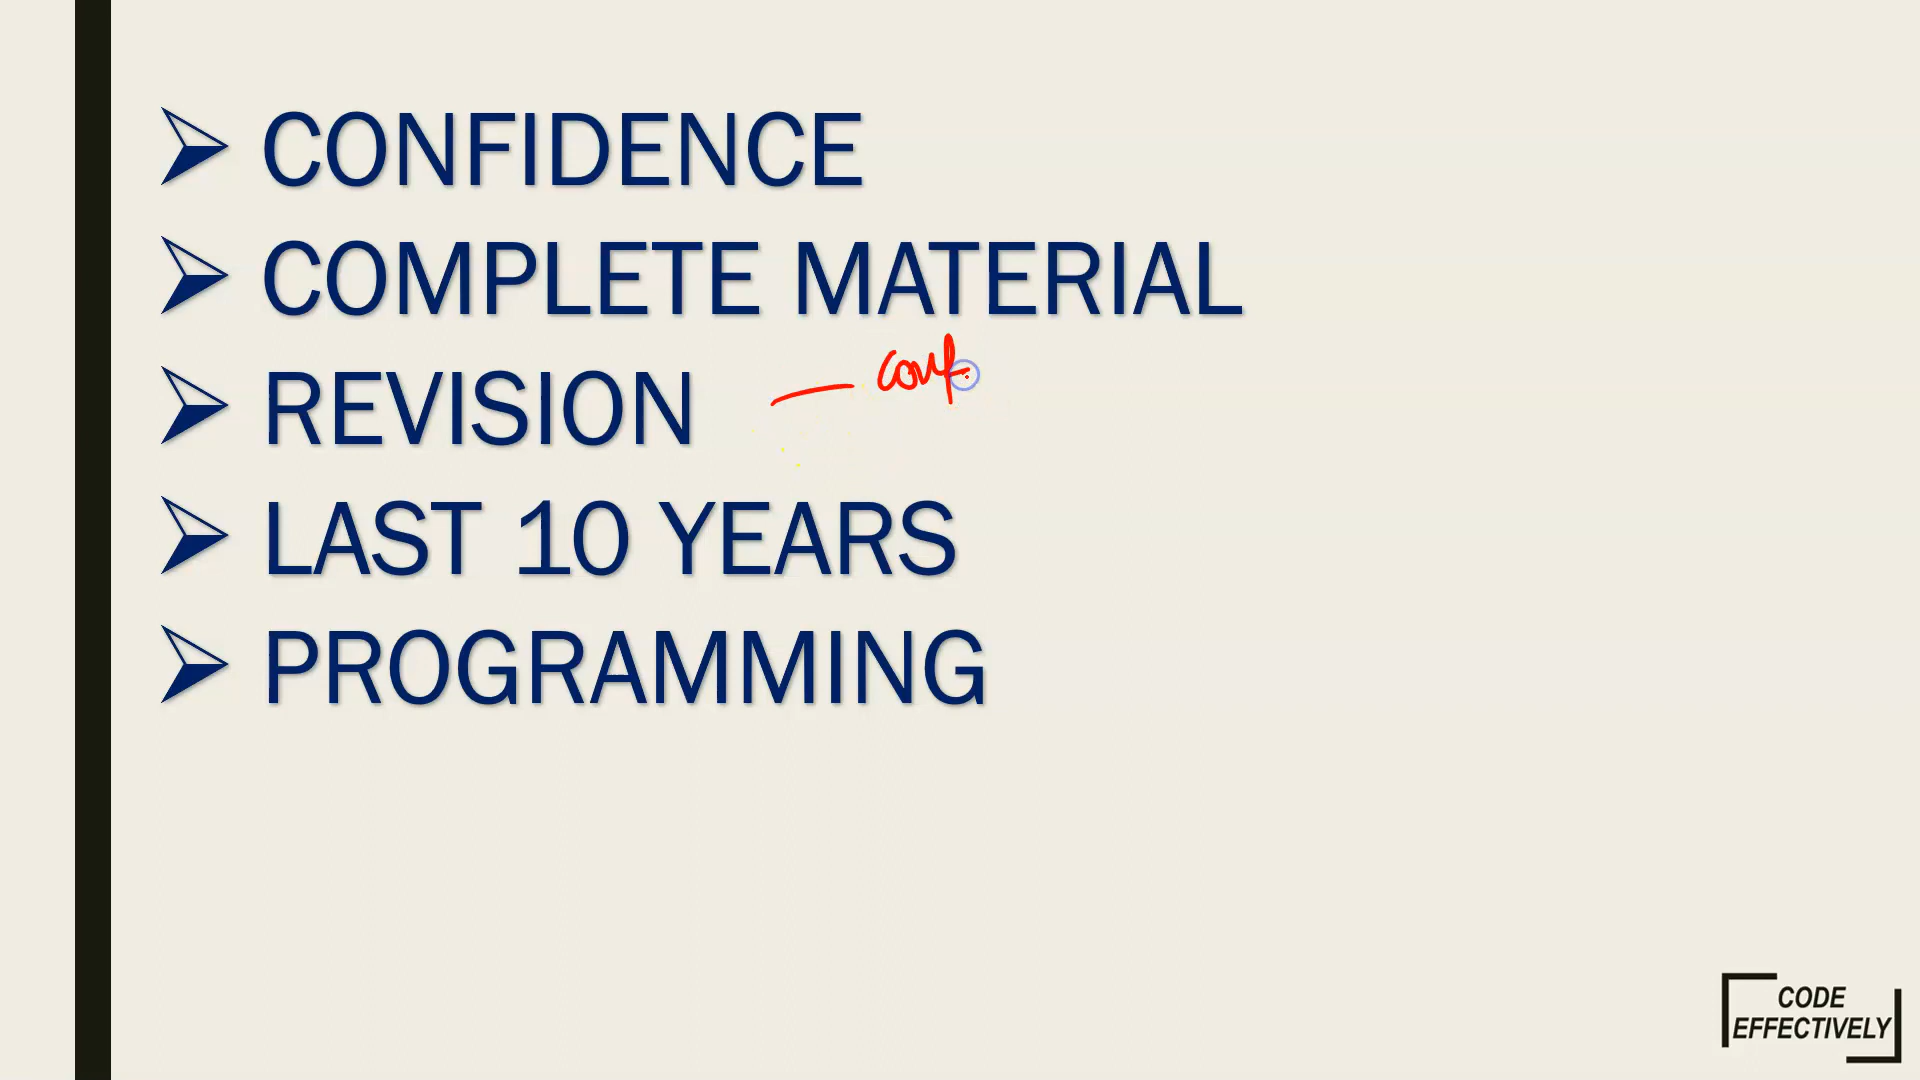 CONFIDENCE
COMPLETE MATERIAL
REVISION
conf
LAST 10 YEARS
PROGRAMMING
CODE
EFFECTIVELY